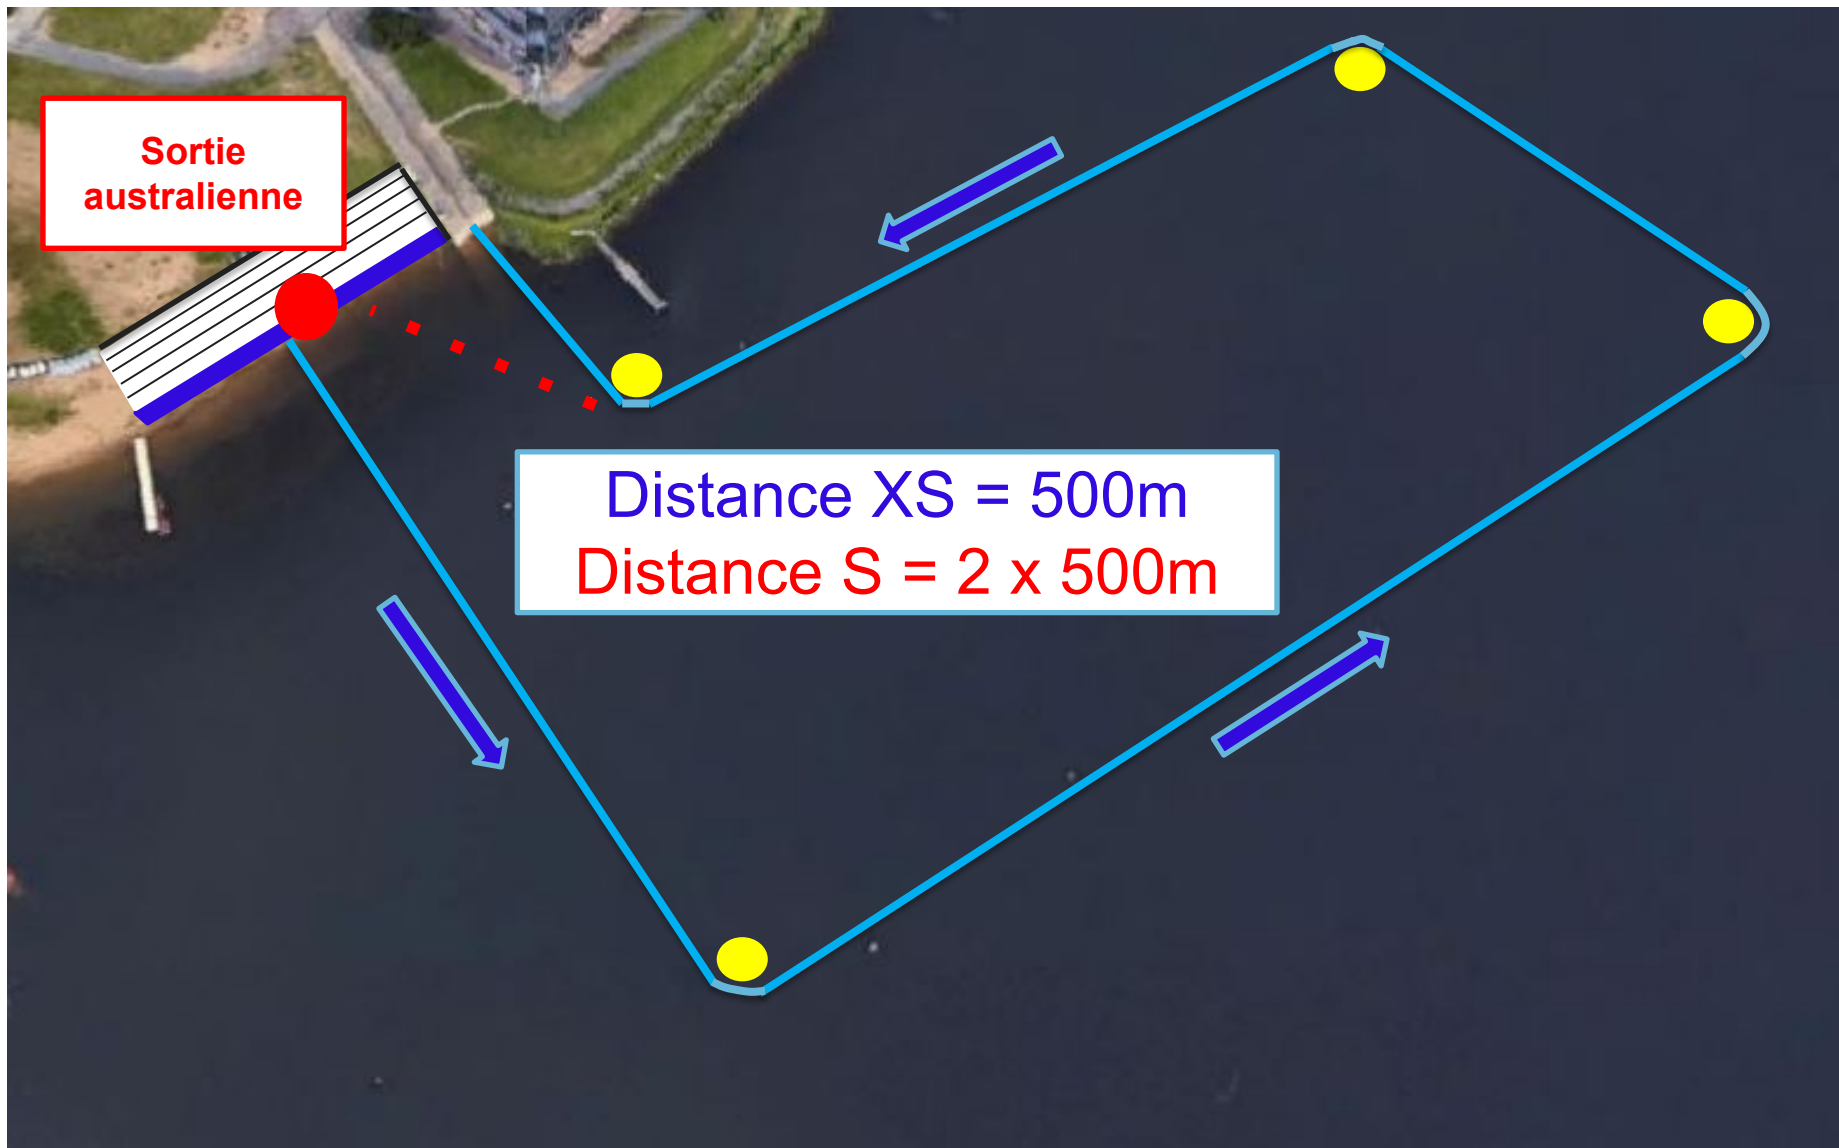 Sortie
australienne
Distance XS = 500m
Distance S = 2 x 500m